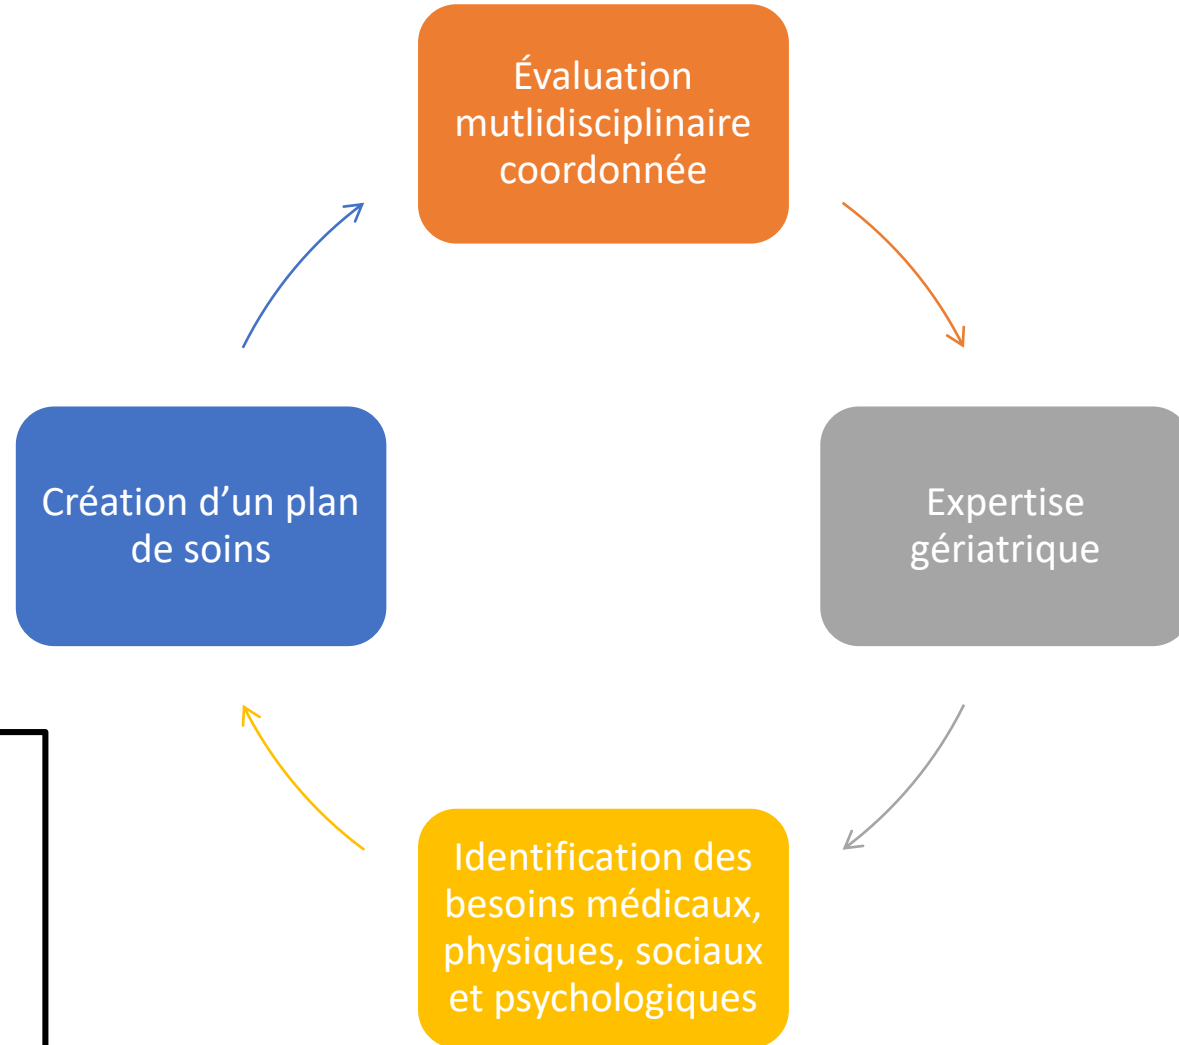 Évaluation
mutlidisciplinaire
coordonnée
Expertise
gériatrique
Identification des
besoins médicaux,
physiques, sociaux
et psychologiques
Création d’un plan
de soins